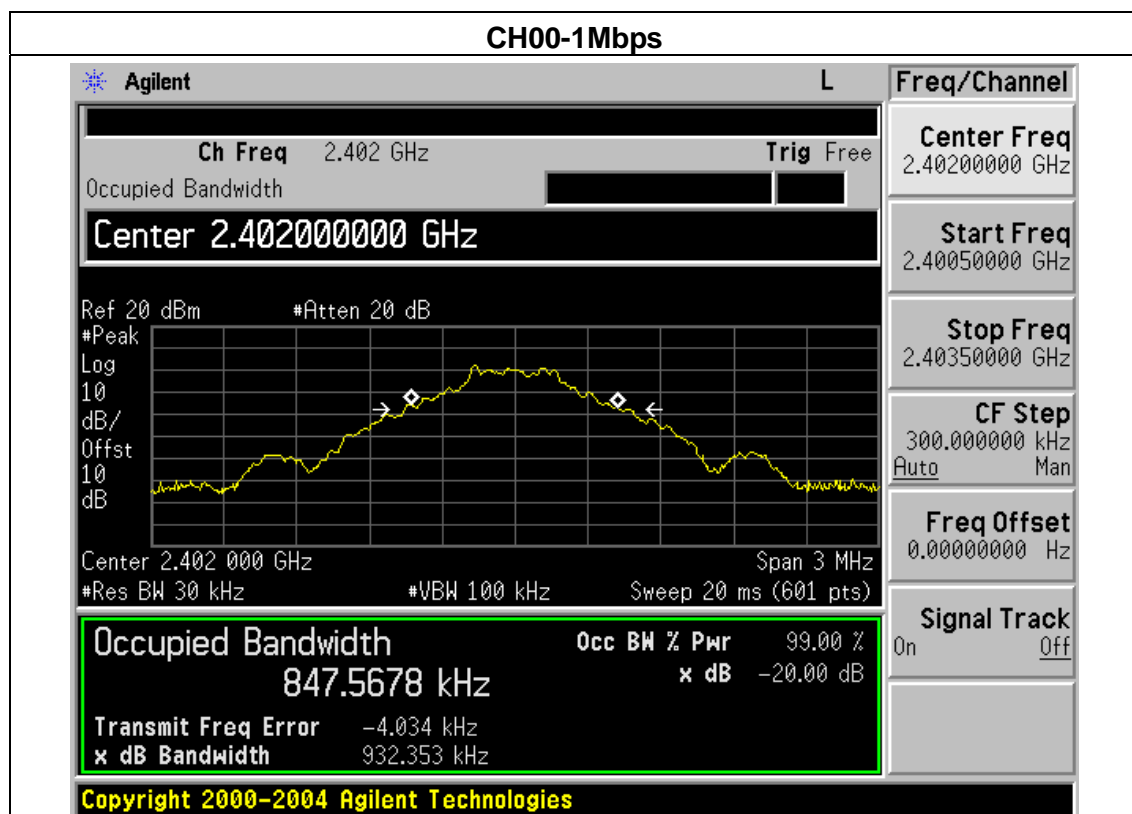 CH00-1Mbps
Agilent L Freq/Channel
Ch Freq 2.402 GHz Trig Free
Occupied Bandwidth
Center 2.402000000 GHz
Ref 20 dBm #Atten 20 dB
#Peak
Log
10
dB/
Offst
10
dB
Center 2.402 000 GHz Span 3 MHz
#Res BW 30 kHz #VBW 100 kHz Sweep 20 ms (601 pts)
Occupied Bandwidth Occ BW % Pwr 99.00 %
847.5678 kHz x dB -20.00 dB
Transmit Freq Error -4.034 kHz
x dB Bandwidth 932.353 kHz
Center Freq
2.40200000 GHz
Start Freq
2.40050000 GHz
Stop Freq
2.40350000 GHz
CF Step
300.000000 kHz
Auto Man
Freq Offset
0.00000000 Hz
Signal Track
On Off
Copyright 2000-2004 Agilent Technologies